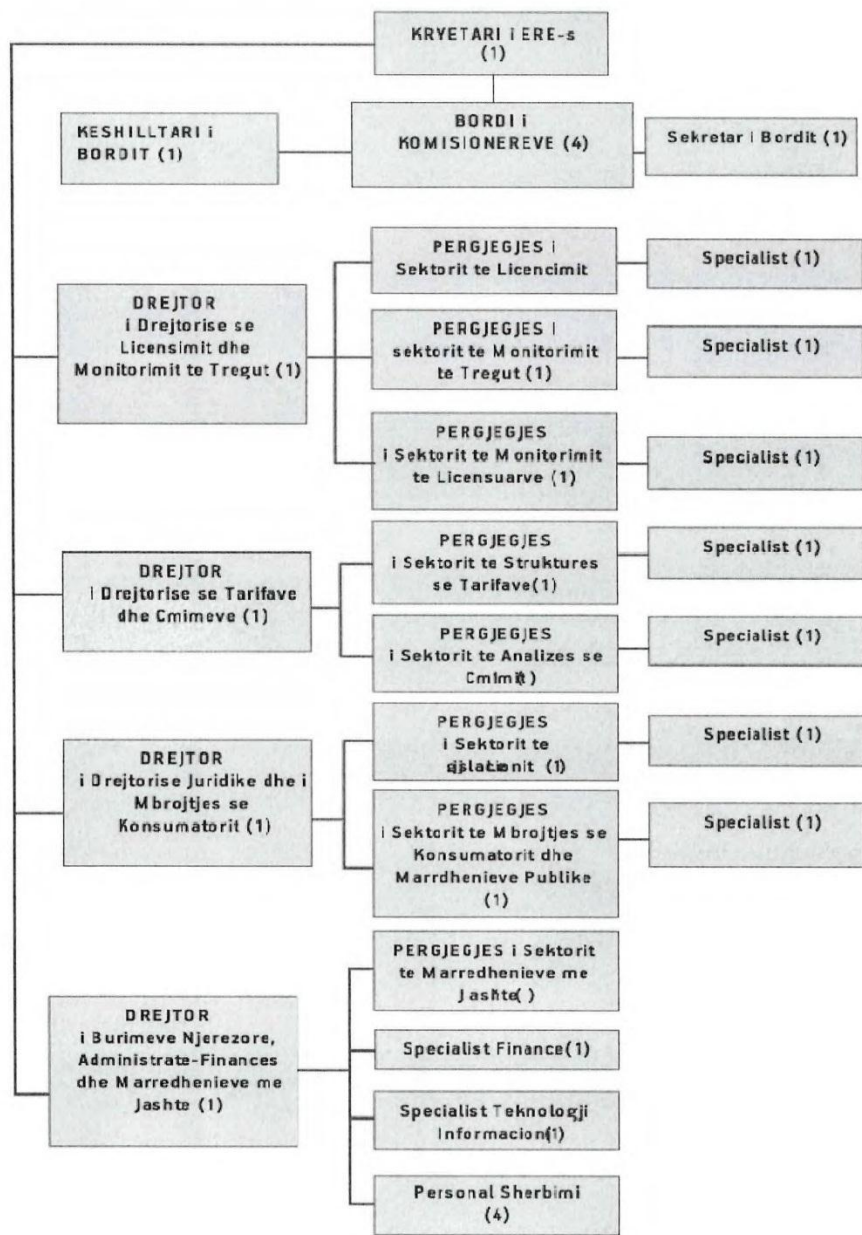 KRYETARI i ERE-s
(1)
KESHILLTARI i
BORDIT (1)
BORDI i
KOMISIONEREVE (4)
Sekretar i Bordit (1)
DREJTOR
i Drejtorise se
Licensimit dhe
Monitorimit te Tregut (1)
PERGJEGJES i
Sektorit te Licencimit
Specialist (1)
PERGJEGJES i
sektorit te Monitorimit
te Tregut (1)
Specialist (1)
PERGJEGJES
i Sektorit te Monitorimit
te Licensuarve (1)
Specialist (1)
DREJTOR
i Drejtorise se Tarifave
dhe Cmimeve (1)
PERGJEGJES
i Sektorit te Struktures
se Tarifave(1)
Specialist (1)
PERGJEGJES
i Sektorit te Analizes se
Specialist (1)
DREJTOR
i Drejtorise Juridike dhe i
Mbrojtjes se
Konsumatorit (1)
PERGJEGJES
i Sektorit te
(1)
Specialist (1)
PERGJEGJES
i Sektorit te Mbrojtjes se
Konsumatorit dhe
Marrdhenieve Publike
(1)
Specialist (1)
DREJTOR
i Burimeve Njerezore,
Administrate-Finances
dhe Marredhenieve me
Jashte (1)
PERGJEGJES i Sektorit
te Marredhenieve me
Jashte( )
Specialist Finance(1)
Specialist Teknologji
Informacion(1)
Personal Sherbimi
(4)